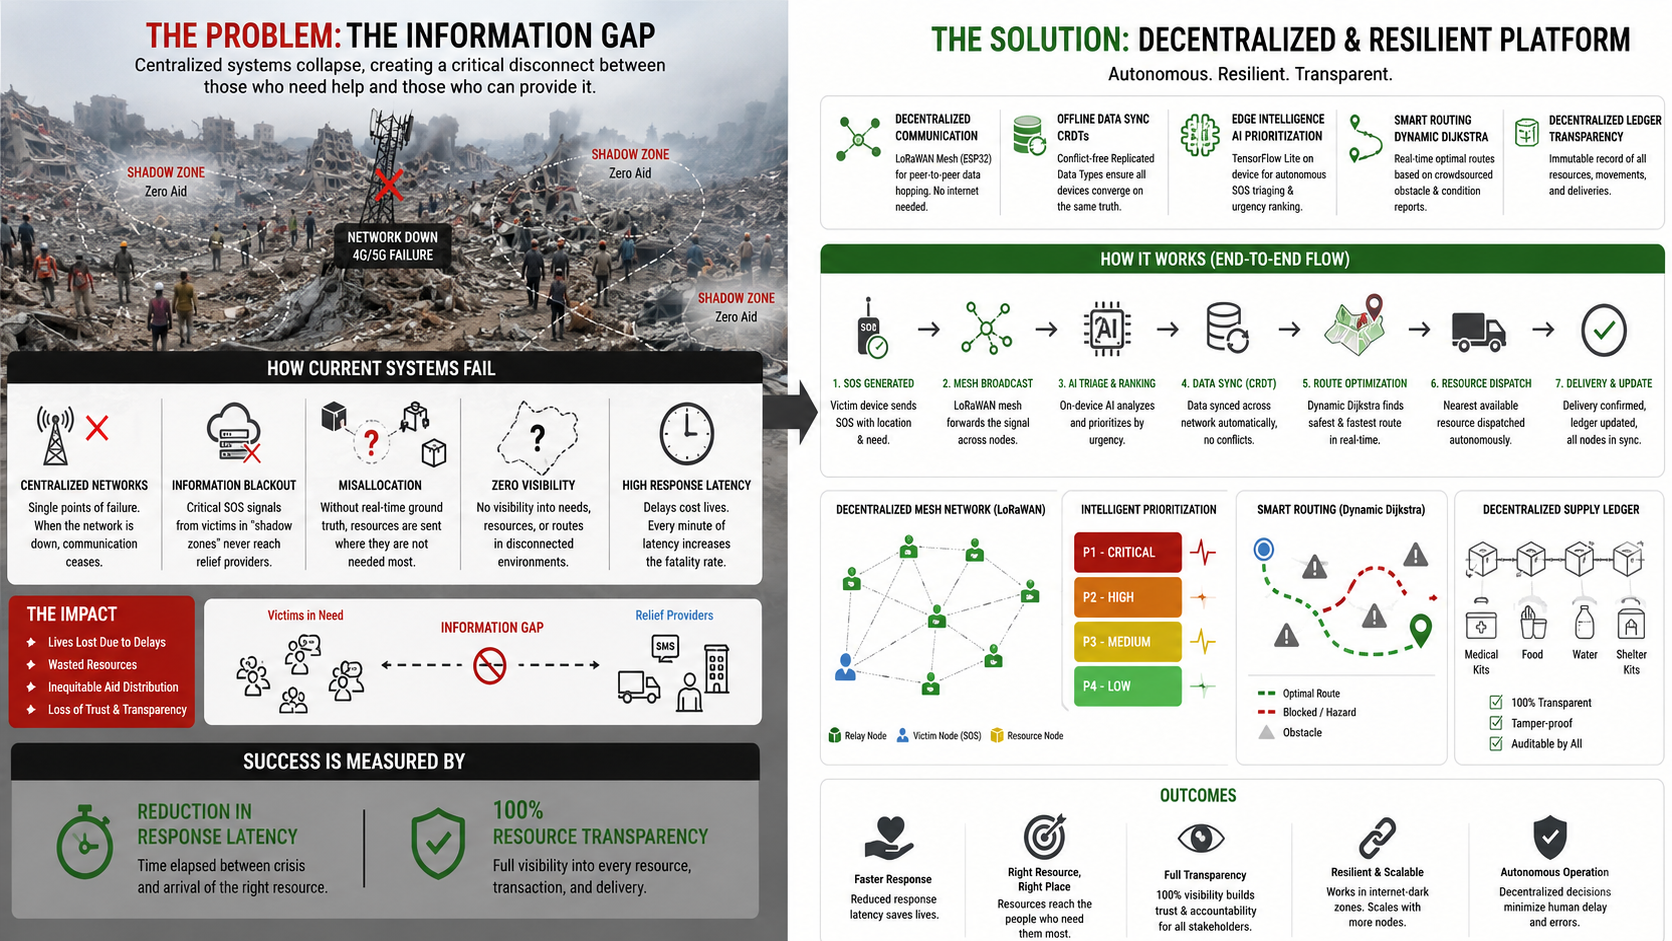 THE PROBLEM: THE INFORMATION GAP
Centralized systems collapse, creating a critical disconnect between
those who need help and those who can provide it.
SHADOW ZONE
Zero Aid
SHADOW ZONE
Zero Aid
NETWORK DOWN
4G/5G FAILURE
SHADOW ZONE
Zero Aid
HOW CURRENT SYSTEMS FAIL
CENTRALIZED NETWORKS
Single points of failure.
When the network is
down, communication
ceases.
INFORMATION BLACKOUT
Critical SOS signals
from victims in "shadow
zones" never reach
relief providers.
?
MISALLOCATION
Without real-time ground
truth, resources are sent
where they are not
needed most.
?
ZERO VISIBILITY
No visibility into needs,
resources, or routes
in disconnected
environments.
HIGH RESPONSE LATENCY
Delays cost lives.
Every minute of
latency increases
the fatality rate.
THE IMPACT
Lives Lost Due to Delays
Wasted Resources
Inequitable Aid Distribution
Loss of Trust & Transparency
Victims in Need
INFORMATION GAP
Relief Providers
SMS
SUCCESS IS MEASURED BY
REDUCTION IN
RESPONSE LATENCY
Time elapsed between crisis
and arrival of the right resource.
100%
RESOURCE TRANSPARENCY
Full visibility into every resource,
transaction, and delivery.
THE SOLUTION: DECENTRALIZED & RESILIENT PLATFORM
Autonomous. Resilient. Transparent.
DECENTRALIZED
COMMUNICATION
LoRaWAN Mesh (ESP32)
for peer-to-peer data
hopping. No internet
needed.
OFFLINE DATA SYNC
CRDTs
Conflict-free Replicated
Data Types ensure all
devices converge on
the same truth.
EDGE INTELLIGENCE
AI PRIORITIZATION
TensorFlow Lite on
device for autonomous
SOS triaging &
urgency ranking.
SMART ROUTING
DYNAMIC DIJKSTRA
Real-time optimal routes
based on crowdsourced
obstacle & condition
reports.
DECENTRALIZED LEDGER
TRANSPARENCY
Immutable record of all
resources, movements,
and deliveries.
HOW IT WORKS (END-TO-END FLOW)
AI
1. SOS GENERATED
Victim device sends
SOS with location
& need.
2. MESH BROADCAST
LoRaWAN mesh
forwards the signal
across nodes.
3. AI TRIAGE & RANKING
On-device AI analyzes
and prioritizes by
urgency.
4. DATA SYNC (CRDT)
Data synced across
network automatically,
no conflicts.
5. ROUTE OPTIMIZATION
Dynamic Dijkstra finds
safest & fastest route
in real-time.
6. RESOURCE DISPATCH
Nearest available
resource dispatched
autonomously.
7. DELIVERY & UPDATE
Delivery confirmed,
ledger updated,
all nodes in sync.
DECENTRALIZED MESH NETWORK (LoRaWAN)
Relay Node
Victim Node (SOS)
Resource Node
INTELLIGENT PRIORITIZATION
P1 - CRITICAL
P2 - HIGH
P3 - MEDIUM
P4 - LOW
SMART ROUTING (Dynamic Dijkstra)
Optimal Route
Blocked / Hazard
Obstacle
DECENTRALIZED SUPPLY LEDGER
Medical
Kits
Food
Water
Shelter
Kits
100% Transparent
Tamper-proof
Auditable by All
OUTCOMES
Faster Response
Reduced response
latency saves lives.
Right Resource,
Right Place
Resources reach the
people who need
them most.
Full Transparency
100% visibility builds
trust & accountability
for all stakeholders.
Resilient & Scalable
Works in internet-dark
zones. Scales with
more nodes.
Autonomous Operation
Decentralized decisions
minimize human delay
and errors.